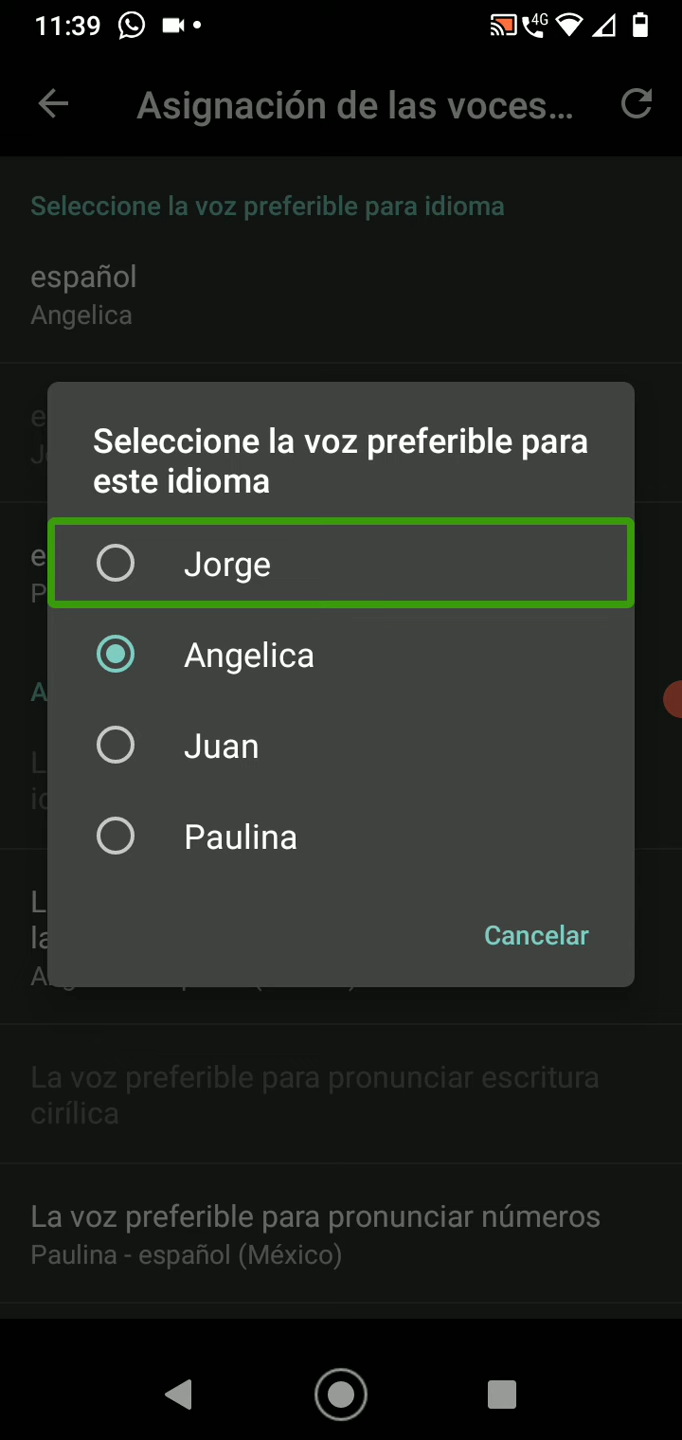 11:39
4G
Asignación de las voces...
Seleccione la voz preferible para idioma
español
Angelica
Seleccione la voz preferible para
este idioma
Jorge
Angelica
Juan
Paulina
Cancelar
La voz preferible para pronunciar escritura
cirílica
La voz preferible para pronunciar números
Paulina - español (México)